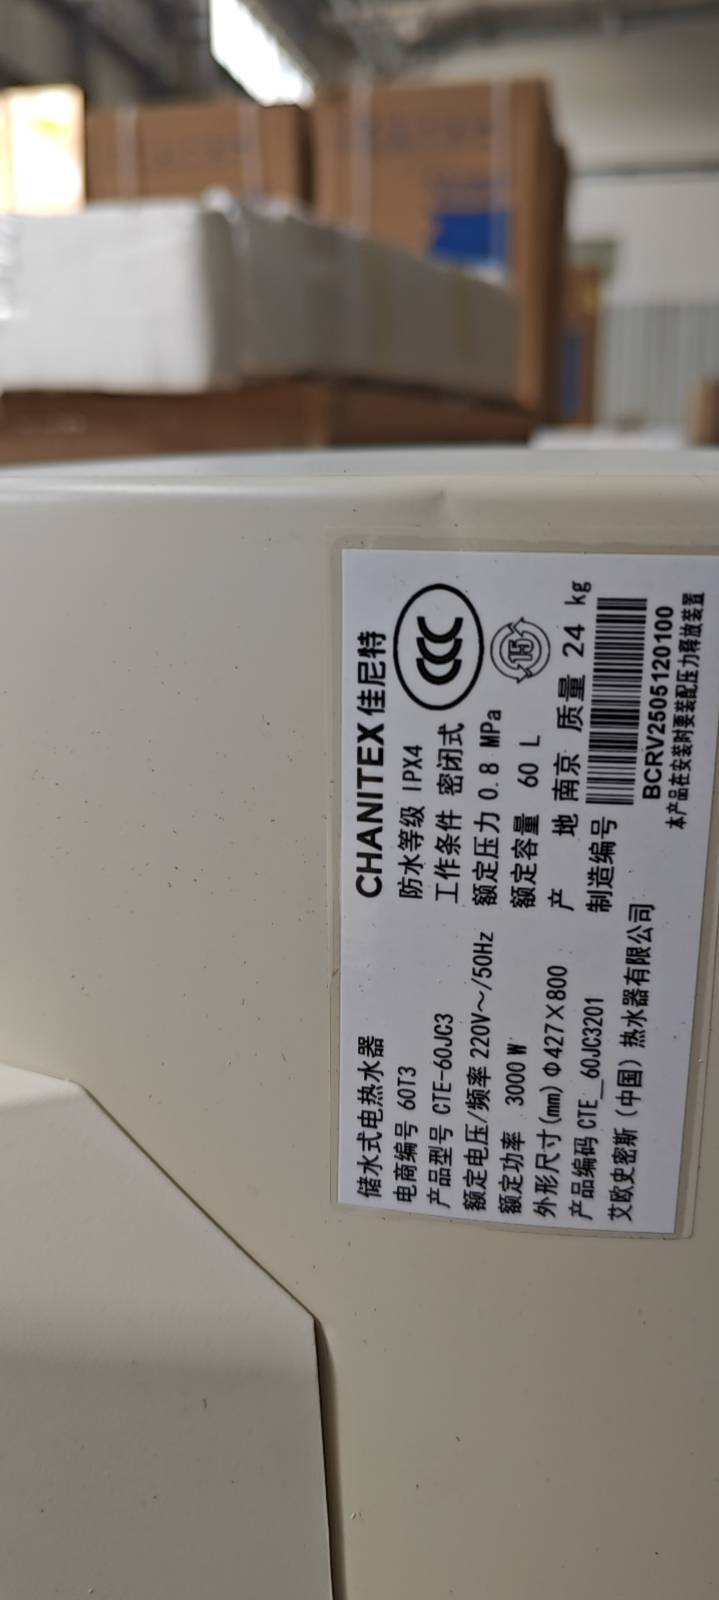 储水式电热水器
CHANITEX 佳尼特
电商编号 60T3
防水等级 IPX4
产品型号 CTE-60JC3
工作条件 密闭式
额定电压/频率 220V～/50Hz
额定压力 0.8 MPa
额定功率 3000 W
额定容量 60 L
外形尺寸(mm) Φ427×800
产 地 南京 质量 24 kg
产品编码 CTE_60JC3201
制造编号
艾欧史密斯(中国)热水器有限公司
BCRV2505120100
本产品在安装时要装配压力释放装置
CCC
15